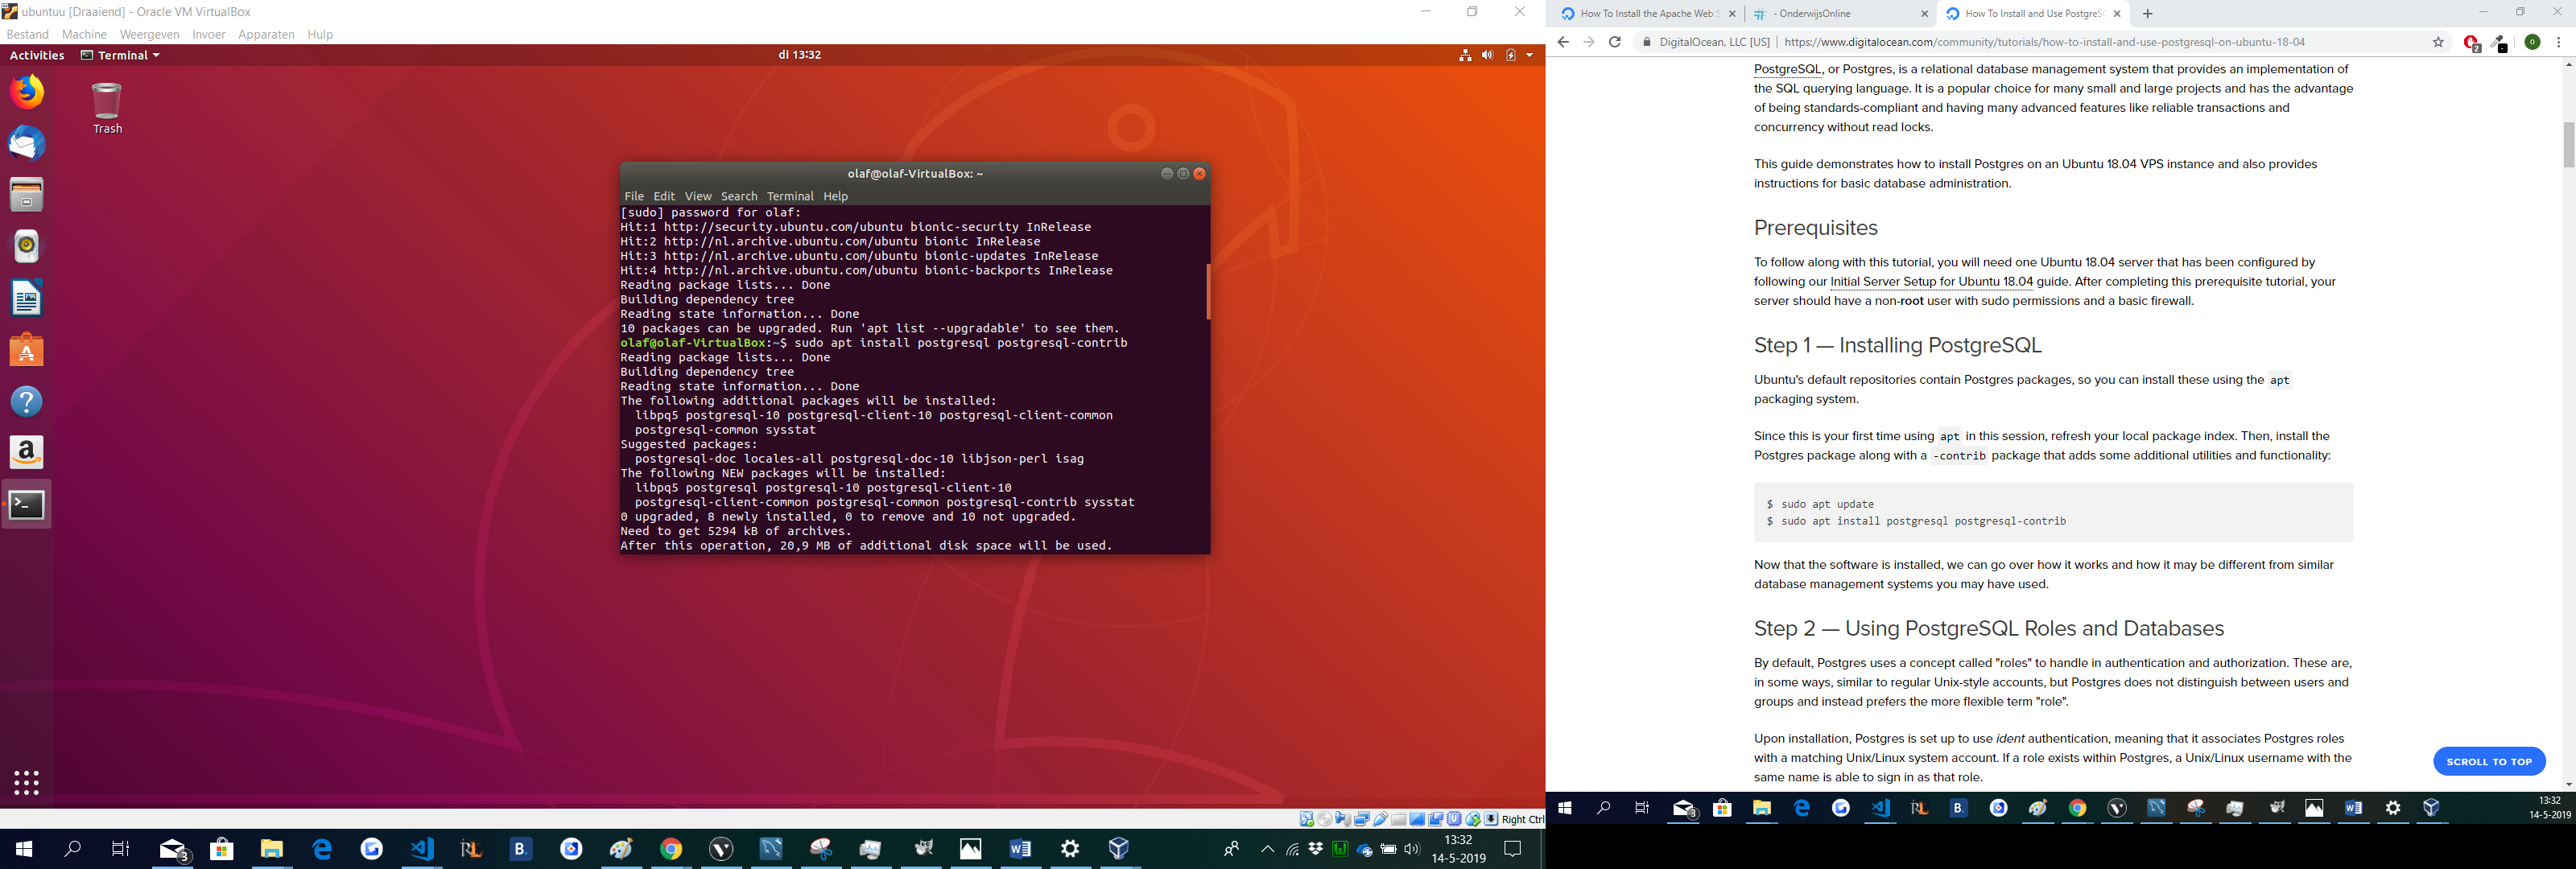 ubuntuu [Draaiend] - Oracle VM VirtualBox
Bestand Machine Weergeven Invoer Apparaten Hulp
Activities Terminal di 13:32
Trash
olaf@olaf-VirtualBox: ~
File Edit View Search Terminal Help
[sudo] password for olaf:
Hit:1 http://security.ubuntu.com/ubuntu bionic-security InRelease
Hit:2 http://nl.archive.ubuntu.com/ubuntu bionic InRelease
Hit:3 http://nl.archive.ubuntu.com/ubuntu bionic-updates InRelease
Hit:4 http://nl.archive.ubuntu.com/ubuntu bionic-backports InRelease
Reading package lists... Done
Building dependency tree
Reading state information... Done
10 packages can be upgraded. Run 'apt list --upgradable' to see them.
olaf@olaf-VirtualBox:~$ sudo apt install postgresql postgresql-contrib
Reading package lists... Done
Building dependency tree
Reading state information... Done
The following additional packages will be installed:
libpq5 postgresql-10 postgresql-client-10 postgresql-client-common
postgresql-common sysstat
Suggested packages:
postgresql-doc locales-all postgresql-doc-10 libjson-perl isag
The following NEW packages will be installed:
libpq5 postgresql postgresql-10 postgresql-client-10
postgresql-client-common postgresql-common postgresql-contrib sysstat
0 upgraded, 8 newly installed, 0 to remove and 10 not upgraded.
Need to get 5294 kB of archives.
After this operation, 20,9 MB of additional disk space will be used.
Right Ctrl
13:32
14-5-2019
How To Install the Apache Web S - OnderwijsOnline How To Install and Use PostgreSQ
DigitalOcean, LLC [US] https://www.digitalocean.com/community/tutorials/how-to-install-and-use-postgresql-on-ubuntu-18-04
PostgreSQL, or Postgres, is a relational database management system that provides an implementation of
the SQL querying language. It is a popular choice for many small and large projects and has the advantage
of being standards-compliant and having many advanced features like reliable transactions and
concurrency without read locks.
This guide demonstrates how to install Postgres on an Ubuntu 18.04 VPS instance and also provides
instructions for basic database administration.
Prerequisites
To follow along with this tutorial, you will need one Ubuntu 18.04 server that has been configured by
following our Initial Server Setup for Ubuntu 18.04 guide. After completing this prerequisite tutorial, your
server should have a non-root user with sudo permissions and a basic firewall.
Step 1 — Installing PostgreSQL
Ubuntu's default repositories contain Postgres packages, so you can install these using the apt
packaging system.
Since this is your first time using apt in this session, refresh your local package index. Then, install the
Postgres package along with a -contrib package that adds some additional utilities and functionality:
$ sudo apt update
$ sudo apt install postgresql postgresql-contrib
Now that the software is installed, we can go over how it works and how it may be different from similar
database management systems you may have used.
Step 2 — Using PostgreSQL Roles and Databases
By default, Postgres uses a concept called "roles" to handle in authentication and authorization. These are,
in some ways, similar to regular Unix-style accounts, but Postgres does not distinguish between users and
groups and instead prefers the more flexible term "role".
Upon installation, Postgres is set up to use ident authentication, meaning that it associates Postgres roles
with a matching Unix/Linux system account. If a role exists within Postgres, a Unix/Linux username with the
same name is able to sign in as that role.
SCROLL TO TOP
13:32
14-5-2019